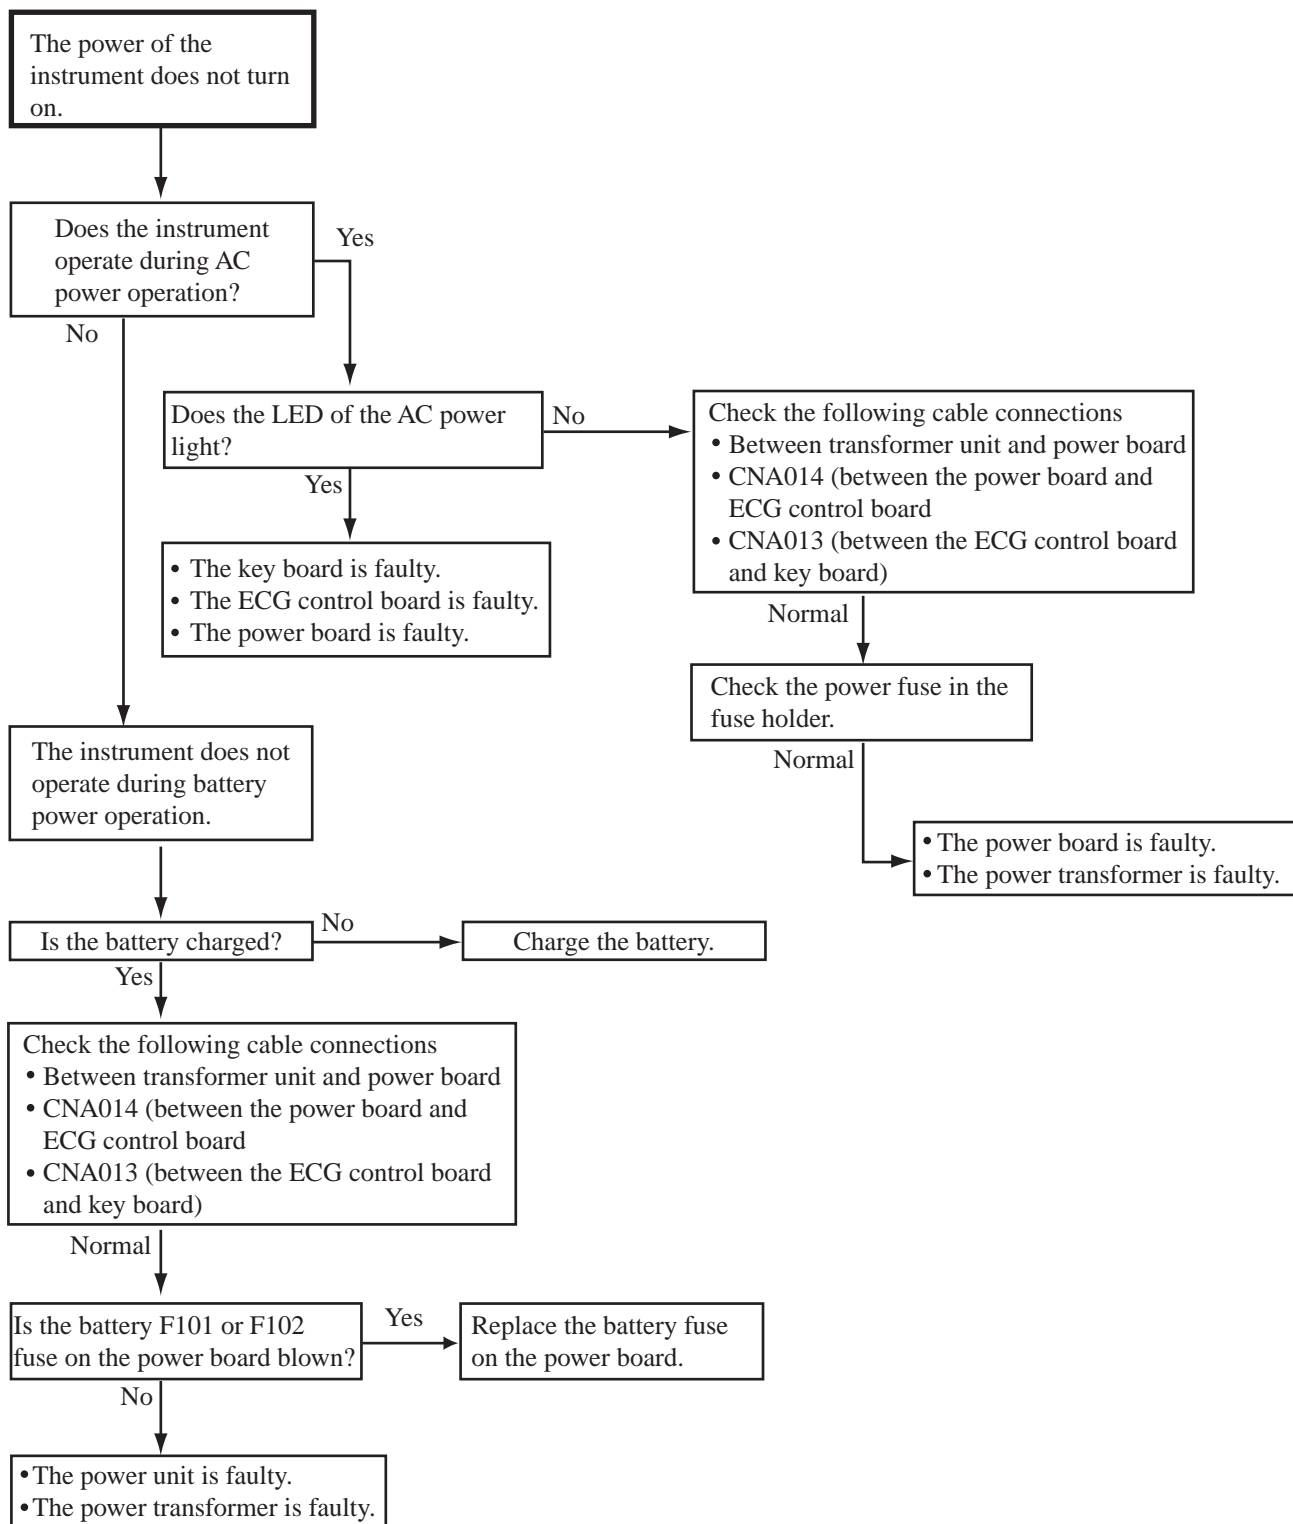 The power of the
instrument does not turn
on.
Does the instrument
operate during AC
power operation?
Yes
No
Does the LED of the AC power
light?
No
Yes
Check the following cable connections
• Between transformer unit and power board
• CNA014 (between the power board and
ECG control board
• CNA013 (between the ECG control board
and key board)
• The key board is faulty.
• The ECG control board is faulty.
• The power board is faulty.
Normal
Check the power fuse in the
fuse holder.
Normal
• The power board is faulty.
• The power transformer is faulty.
The instrument does not
operate during battery
power operation.
Is the battery charged?
No
Charge the battery.
Yes
Check the following cable connections
• Between transformer unit and power board
• CNA014 (between the power board and
ECG control board
• CNA013 (between the ECG control board
and key board)
Normal
Is the battery F101 or F102
fuse on the power board blown?
Yes
Replace the battery fuse
on the power board.
No
• The power unit is faulty.
• The power transformer is faulty.